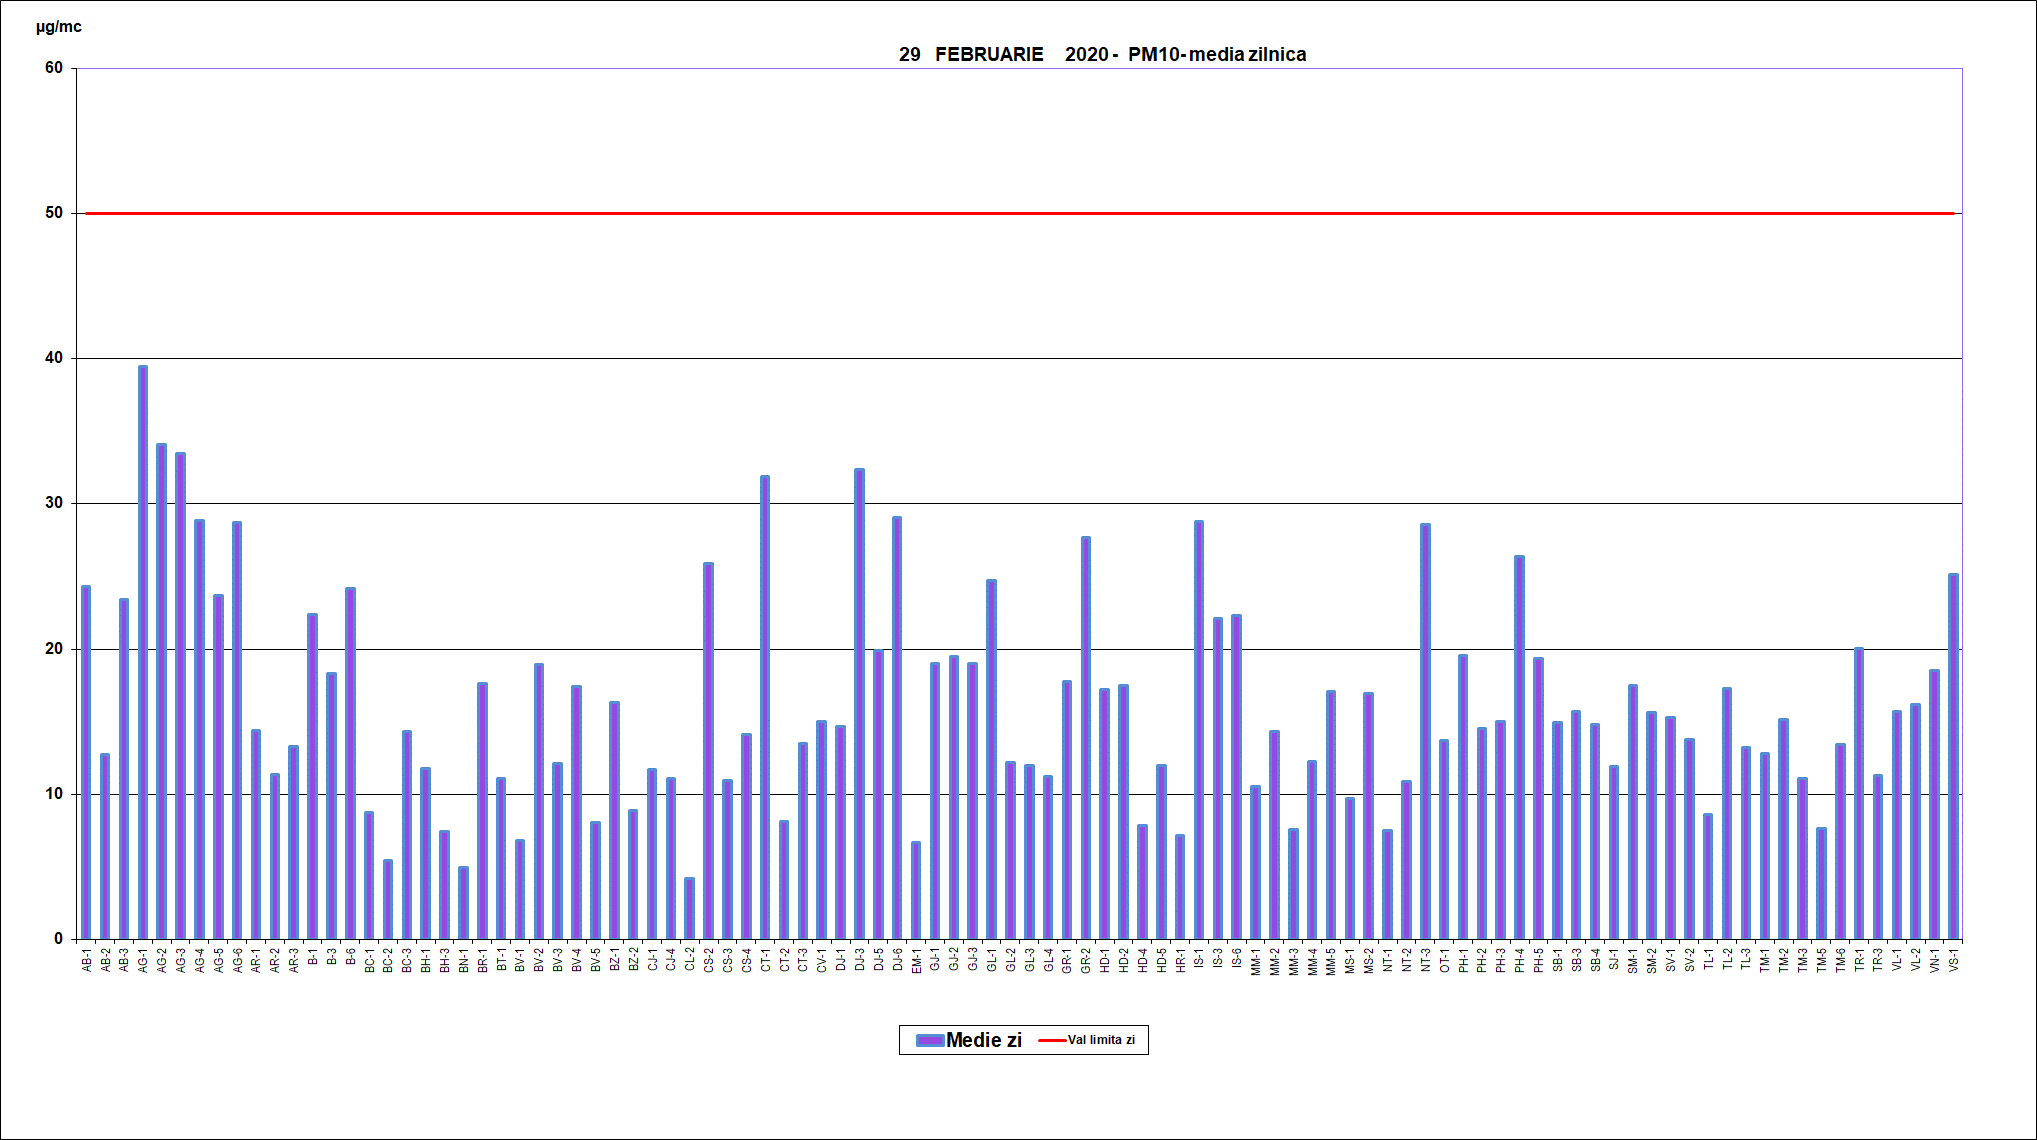 µg/mc
29 FEBRUARIE 2020 - PM10- media zilnica
60
50
40
30
20
10
0
AB-1 AB-2 AB-3 AG-1 AG-2 AG-3 AG-4 AG-5 AG-6 AR-1 AR-2 AR-3 B-1 B-3 B-6 BC-1 BC-2 BC-3 BH-1 BH-3 BN-1 BR-1 BT-1 BV-1 BV-2 BV-3 BV-4 BV-5 BZ-1 BZ-2 CJ-1 CJ-4 CL-2 CS-2 CS-3 CS-4 CT-1 CT-2 CT-3 CV-1 DJ-1 DJ-3 DJ-5 DJ-6 EM-1 GJ-1 GJ-2 GJ-3 GL-1 GL-2 GL-3 GL-4 GR-1 GR-2 HD-1 HD-2 HD-4 HD-5 HR-1 IS-1 IS-3 IS-6 MM-1 MM-2 MM-3 MM-4 MM-5 MS-1 MS-2 NT-1 NT-2 NT-3 OT-1 PH-1 PH-2 PH-3 PH-4 PH-5 SB-1 SB-3 SB-4 SJ-1 SM-1 SM-2 SV-1 SV-2 TL-1 TL-2 TL-3 TM-1 TM-2 TM-3 TM-5 TM-6 TR-1 TR-3 VL-1 VL-2 VN-1 VS-1
Medie zi Val limita zi